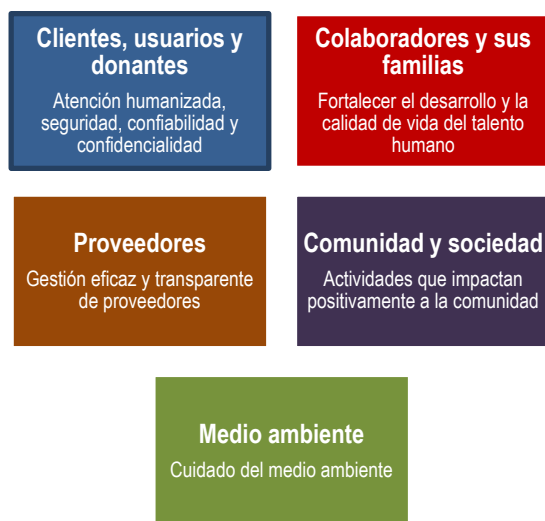 Clientes, usuarios y
donantes
Atención humanizada,
seguridad, confiabilidad y
confidencialidad
Colaboradores y sus
familias
Fortalecer el desarrollo y la
calidad de vida del talento
humano
Proveedores
Gestión eficaz y transparente
de proveedores
Comunidad y sociedad
Actividades que impactan
positivamente a la comunidad
Medio ambiente
Cuidado del medio ambiente